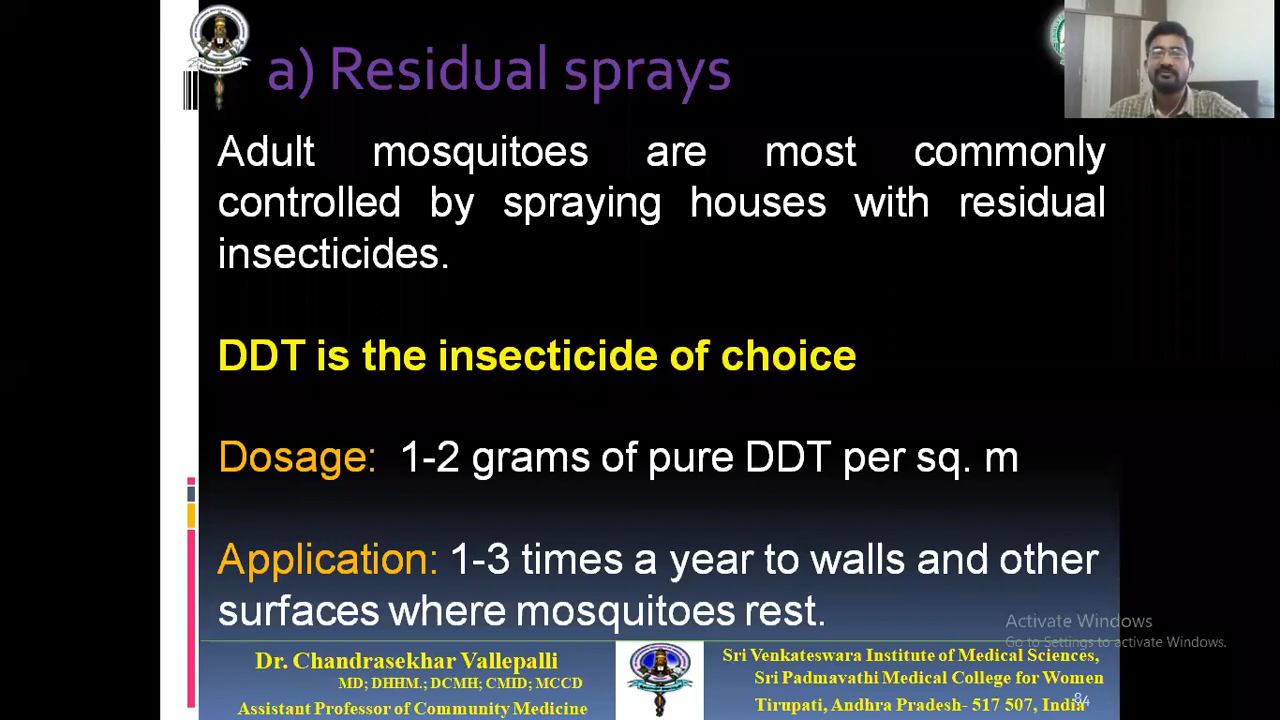 a) Residual sprays
Adult mosquitoes are most commonly
controlled by spraying houses with residual
insecticides.
DDT is the insecticide of choice
Dosage: 1-2 grams of pure DDT per sq. m
Application: 1-3 times a year to walls and other
surfaces where mosquitoes rest.
Activate Windows
Go to Settings to activate Windows.
Dr. Chandrasekhar Vallepalli
MD; DHHM.; DCMH; CMID; MCCD
Assistant Professor of Community Medicine
Sri Venkateswara Institute of Medical Sciences,
Sri Padmavathi Medical College for Women
Tirupati, Andhra Pradesh- 517 507, India
84